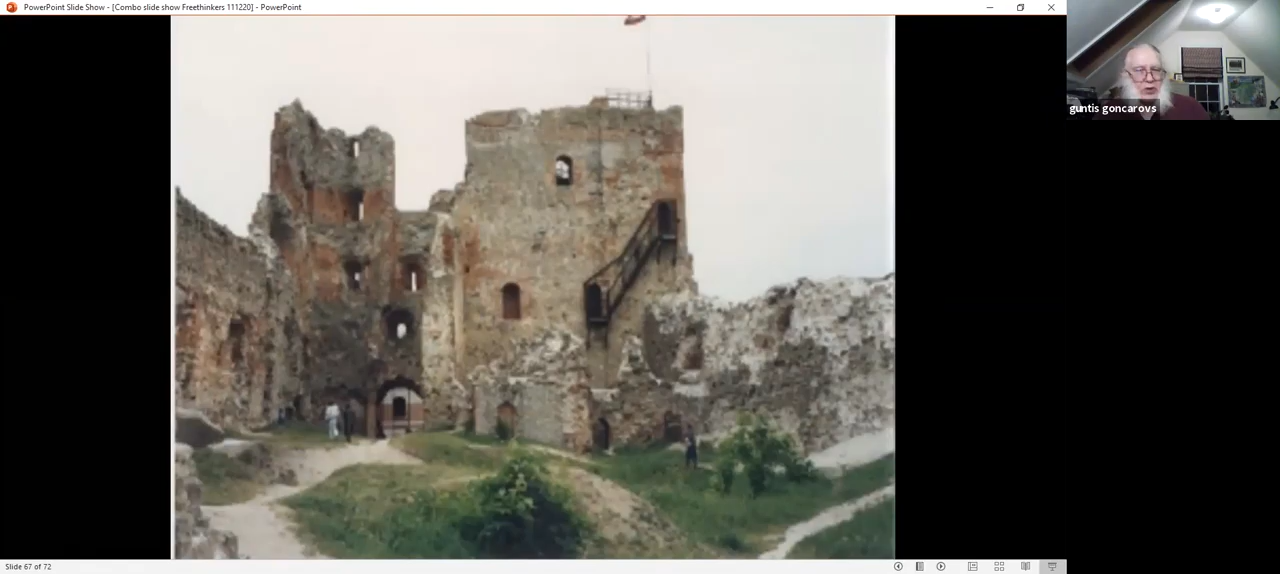 PowerPoint Slide Show - [Combo slide show Freethinkers 111220] - PowerPoint
guntis goncarovs
Slide 67 of 72